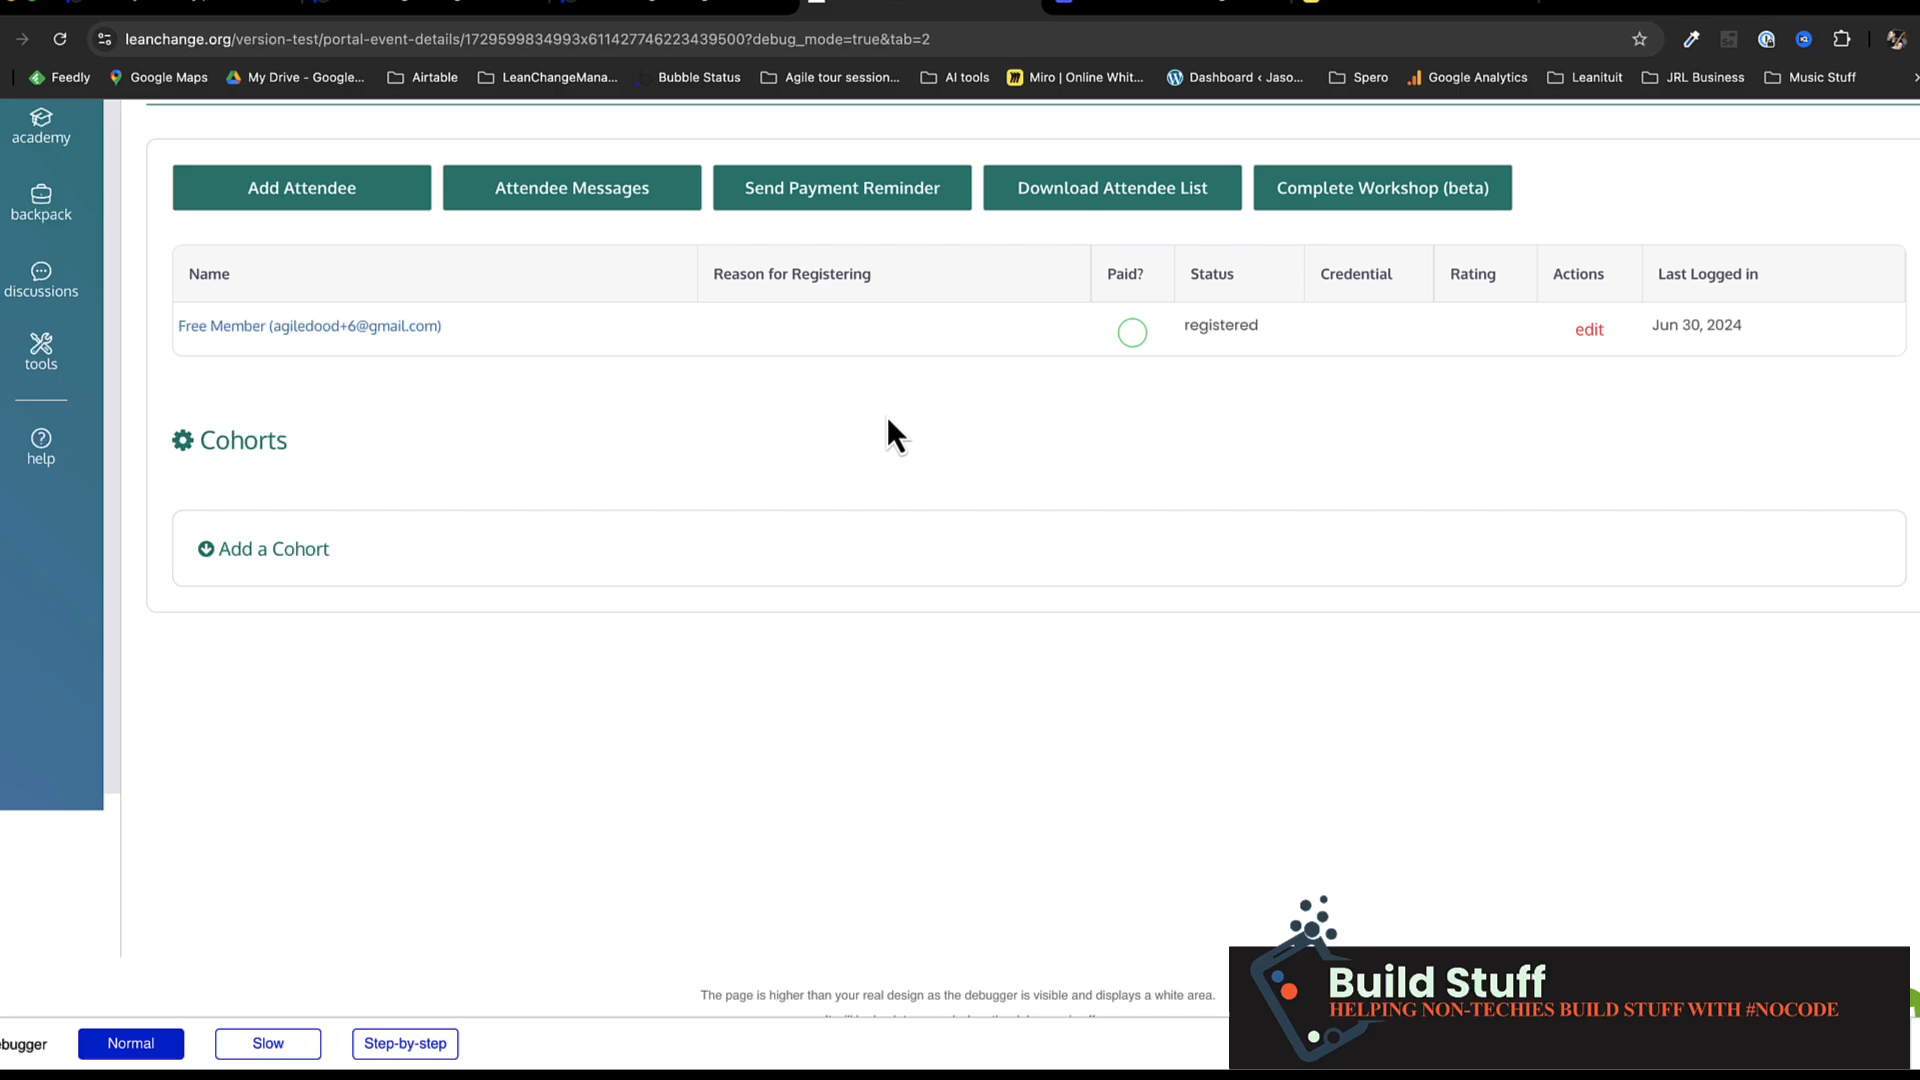 leanchange.org/version-test/portal-event-details/1729599834993x611427746223439500?debug_mode=true&tab=2
Feedly
Google Maps
My Drive - Google...
Airtable
LeanChangeMana...
Bubble Status
Agile tour session...
AI tools
Miro | Online Whit...
Dashboard ‹ Jaso...
Spero
Google Analytics
Leanituit
JRL Business
Music Stuff
academy
backpack
discussions
tools
help
Add Attendee
Attendee Messages
Send Payment Reminder
Download Attendee List
Complete Workshop (beta)
Name
Reason for Registering
Paid?
Status
Credential
Rating
Actions
Last Logged in
Free Member (agiledood+6@gmail.com)
registered
edit
Jun 30, 2024
Cohorts
Add a Cohort
The page is higher than your real design as the debugger is visible and displays a white area.
ebugger
Normal
Slow
Step-by-step
Build Stuff
HELPING NON-TECHIES BUILD STUFF WITH #NOCODE